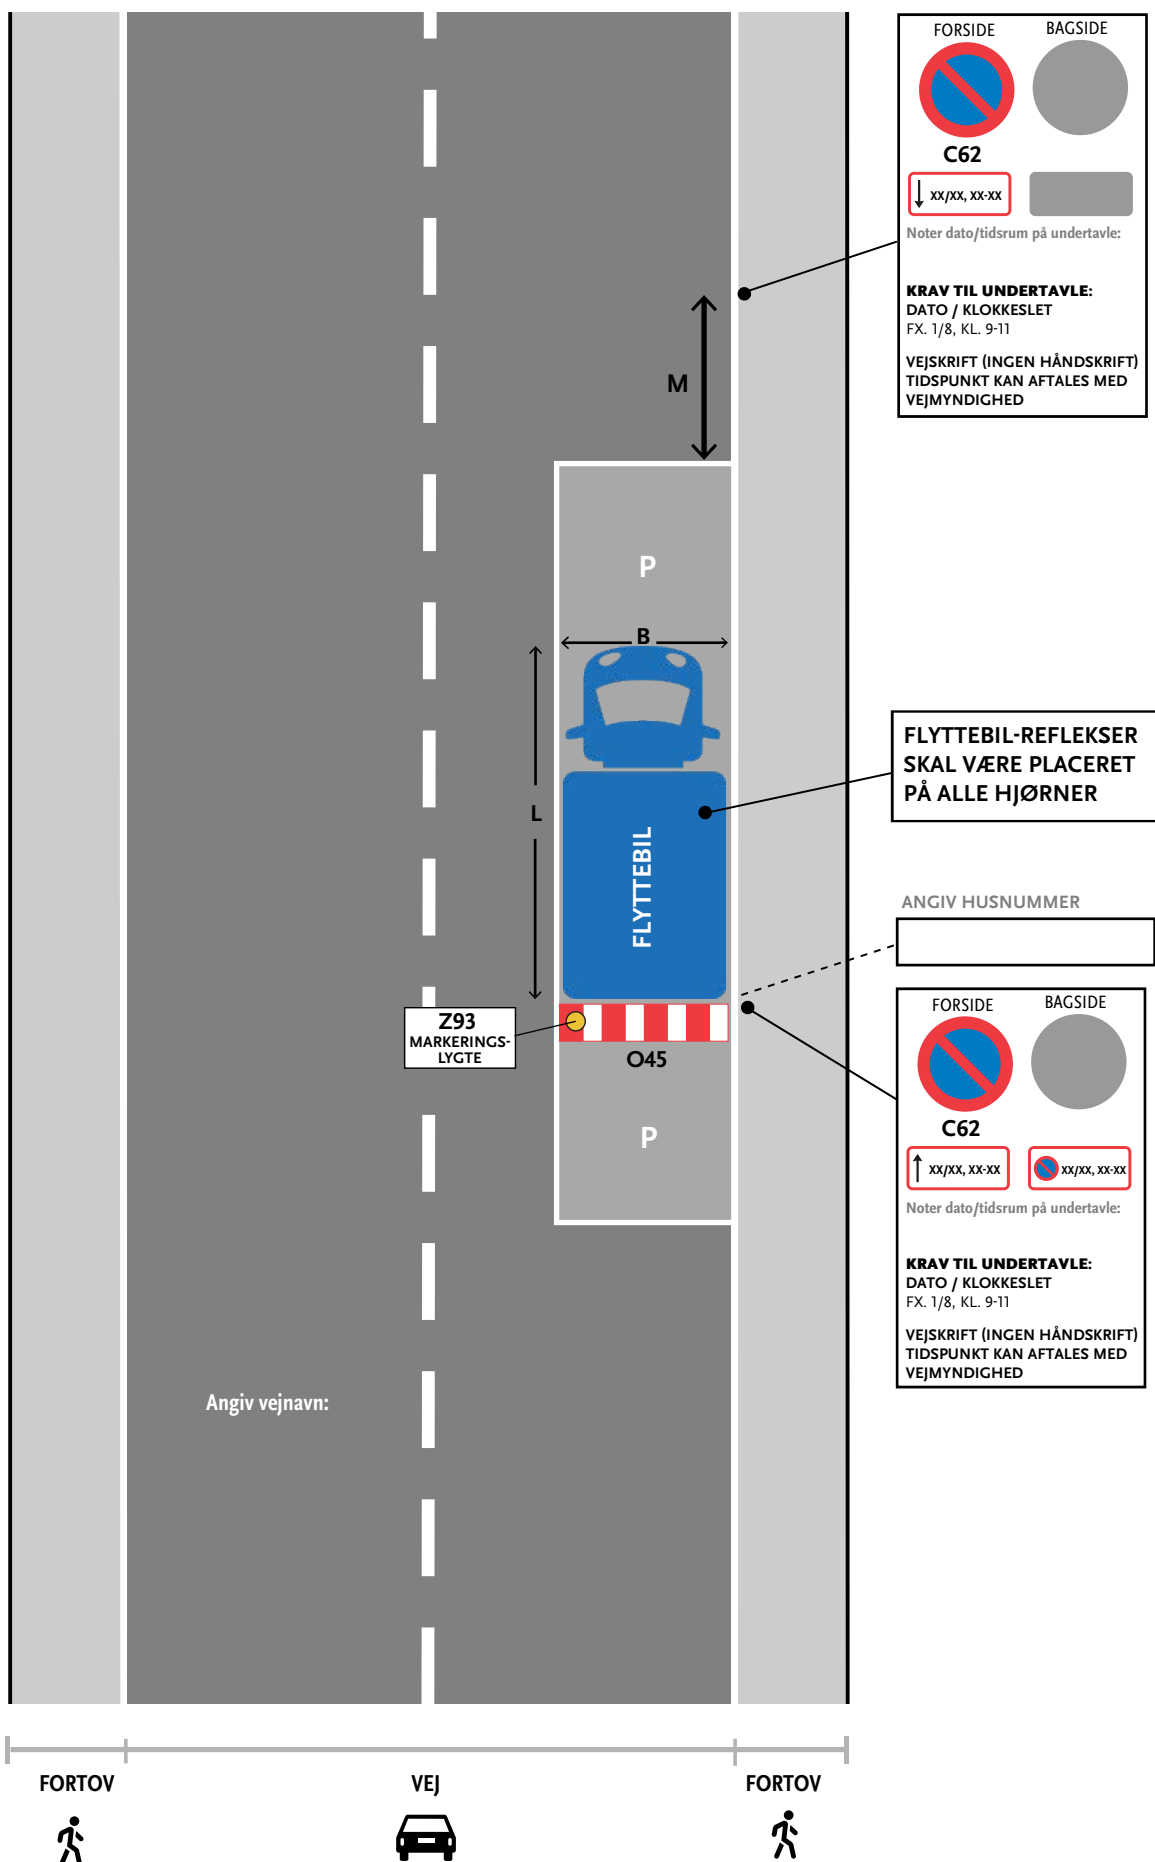 FORSIDE BAGSIDE
C62
xx/xx, xx-xx
Noter dato/tidsrum på undertavle:
KRAV TIL UNDERTAVLE:
DATO / KLOKKESLET
FX. 1/8, KL. 9-11
VEJSKRIFT (INGEN HÅNDSKRIFT)
TIDSPUNKT KAN AFTALES MED
VEJMYNDIGHED
M
P
B
L
FLYTTEBIL
FLYTTEBIL-REFLEKSER
SKAL VÆRE PLACERET
PÅ ALLE HJØRNER
ANGIV HUSNUMMER
Z93
MARKERINGS-
LYGTE
O45
P
FORSIDE BAGSIDE
C62
xx/xx, xx-xx xx/xx, xx-xx
Noter dato/tidsrum på undertavle:
KRAV TIL UNDERTAVLE:
DATO / KLOKKESLET
FX. 1/8, KL. 9-11
VEJSKRIFT (INGEN HÅNDSKRIFT)
TIDSPUNKT KAN AFTALES MED
VEJMYNDIGHED
Angiv vejnavn:
FORTOV VEJ FORTOV